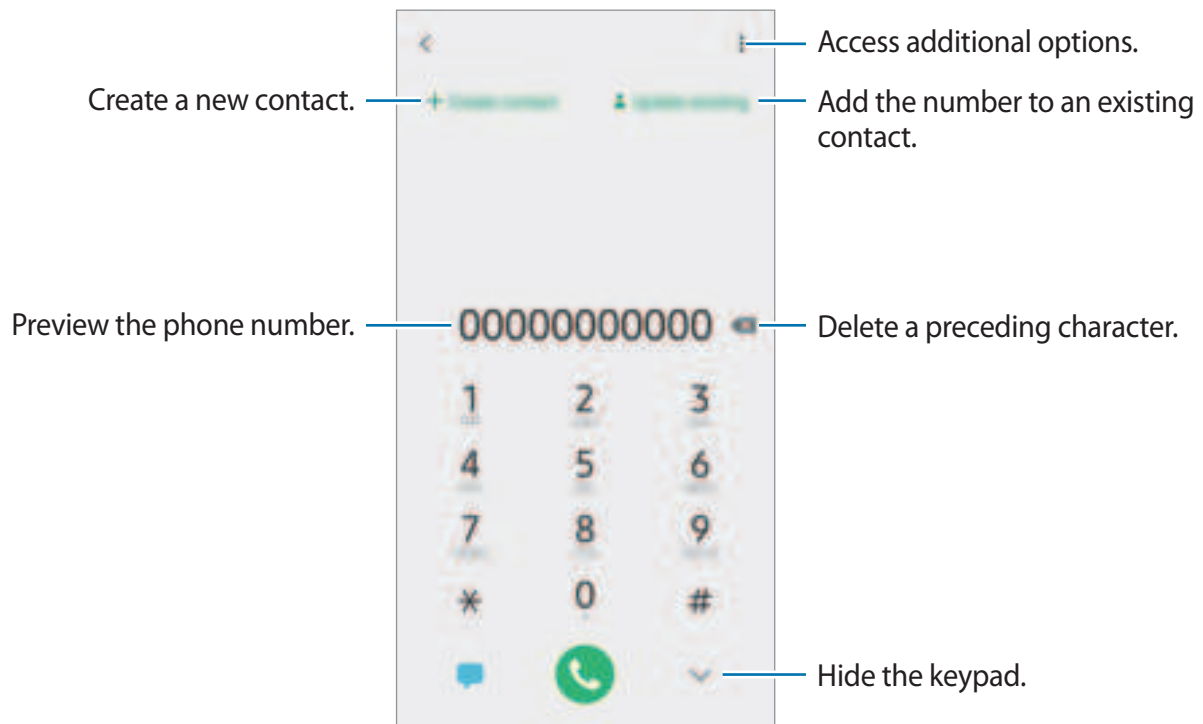 Access additional options.
Create a new contact.
Add the number to an existing
contact.
Preview the phone number.
00000000000
Delete a preceding character.
1 2 3
4 5 6
7 8 9
* 0 #
Hide the keypad.